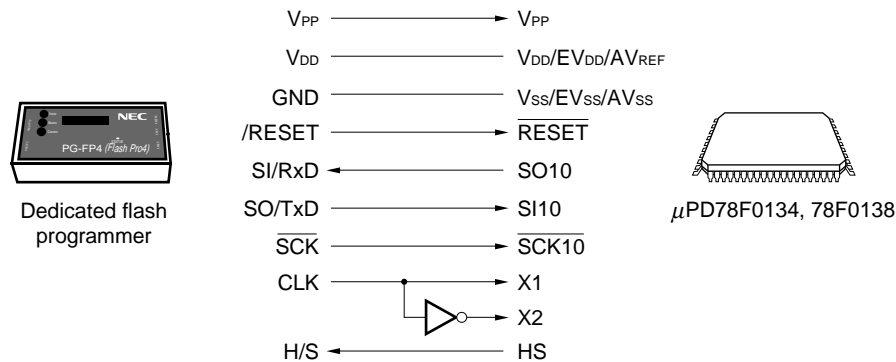 VPP VPP
VDD VDD/EVDD/AVREF
GND VSS/EVSS/AVSS
/RESET RESET
SI/RxD SO10
SO/TxD SI10
SCK SCK10
CLK X1
X2
H/S HS
NEC
PG-FP4 (Flash Pro4)
Dedicated flash
programmer
μPD78F0134, 78F0138